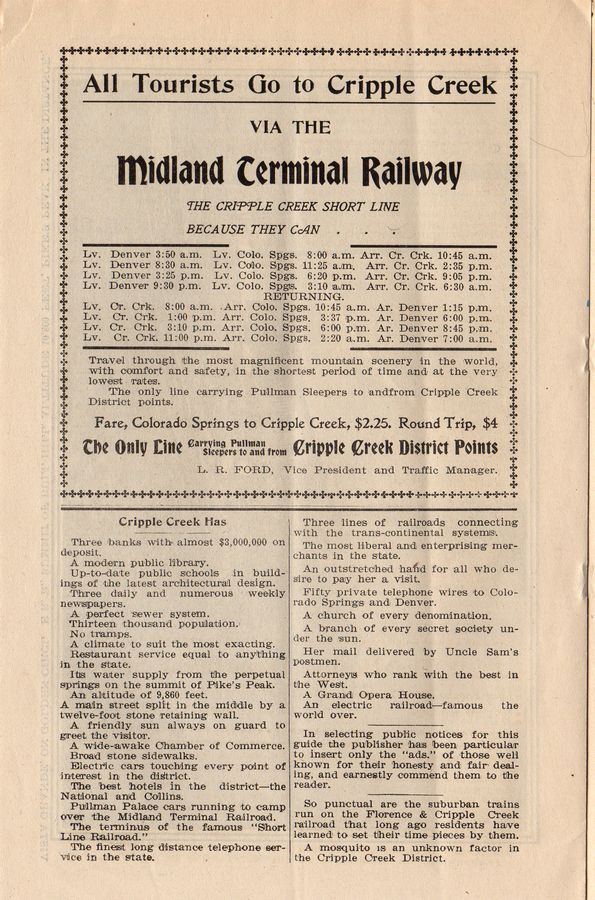 All Tourists Go to Cripple Creek
VIA THE
Midland Terminal Railway
THE CRIPPLE CREEK SHORT LINE
BECAUSE THEY CAN . . .
Lv. Denver 3:50 a.m. Lv. Colo. Spgs. 8:00 a.m. Arr. Cr. Crk. 10:45 a.m.
Lv. Denver 8:30 a.m. Lv. Colo. Spgs. 11:25 a.m. Arr. Cr. Crk. 2:35 p.m.
Lv. Denver 3:25 p.m. Lv. Colo. Spgs. 6:20 p.m. Arr. Cr. Crk. 9:05 p.m.
Lv. Denver 9:30 p.m. Lv. Colo. Spgs. 3:10 a.m. Arr. Cr. Crk. 6:30 a.m.
RETURNING.
Lv. Cr. Crk. 8:00 a.m. Arr. Colo. Spgs. 10:45 a.m. Ar. Denver 1:15 p.m.
Lv. Cr. Crk. 1:00 p.m. Arr. Colo. Spgs. 3:37 p.m. Ar. Denver 6:00 p.m.
Lv. Cr. Crk. 3:10 p.m. Arr. Colo. Spgs. 6:00 p.m. Ar. Denver 8:45 p.m.
Lv. Cr. Crk. 11:00 p.m. Arr. Colo. Spgs. 2:20 a.m. Ar. Denver 7:00 a.m.
Travel through the most magnificent mountain scenery in the world,
with comfort and safety, in the shortest period of time and at the very
lowest rates.
The only line carrying Pullman Sleepers to andfrom Cripple Creek
District points.
Fare, Colorado Springs to Cripple Creek, $2.25. Round Trip, $4
The Only Line Carrying Pullman Sleepers to and from Cripple Creek District Points
L. R. FORD, Vice President and Traffic Manager.
Cripple Creek Has
Three banks with almost $3,000,000 on
deposit.
A modern public library.
Up-to-date public schools in build-
ings of the latest architectural design.
Three daily and numerous weekly
newspapers.
A perfect sewer system.
Thirteen thousand population.
No tramps.
A climate to suit the most exacting.
Restaurant service equal to anything
in the state.
Its water supply from the perpetual
springs on the summit of Pike's Peak.
An altitude of 9,860 feet.
A main street split in the middle by a
twelve-foot stone retaining wall.
A friendly sun always on guard to
greet the visitor.
A wide-awake Chamber of Commerce.
Broad stone sidewalks.
Electric cars touching every point of
interest in the district.
The best hotels in the district—the
National and Collins.
Pullman Palace cars running to camp
over the Midland Terminal Railroad.
The terminus of the famous "Short
Line Railroad."
The finest long distance telephone ser-
vice in the state.
Three lines of railroads connecting
with the trans-continental systems.
The most liberal and enterprising mer-
chants in the state.
An outstretched hand for all who de-
sire to pay her a visit.
Fifty private telephone wires to Colo-
rado Springs and Denver.
A church of every denomination.
A branch of every secret society un-
der the sun.
Her mail delivered by Uncle Sam's
postmen.
Attorneys who rank with the best in
the West.
A Grand Opera House.
An electric railroad—famous the
world over.
In selecting public notices for this
guide the publisher has been particular
to insert only the "ads." of those well
known for their honesty and fair deal-
ing, and earnestly commend them to the
reader.
So punctual are the suburban trains
run on the Florence & Cripple Creek
railroad that long ago residents have
learned to set their time pieces by them.
A mosquito is an unknown factor in
the Cripple Creek District.